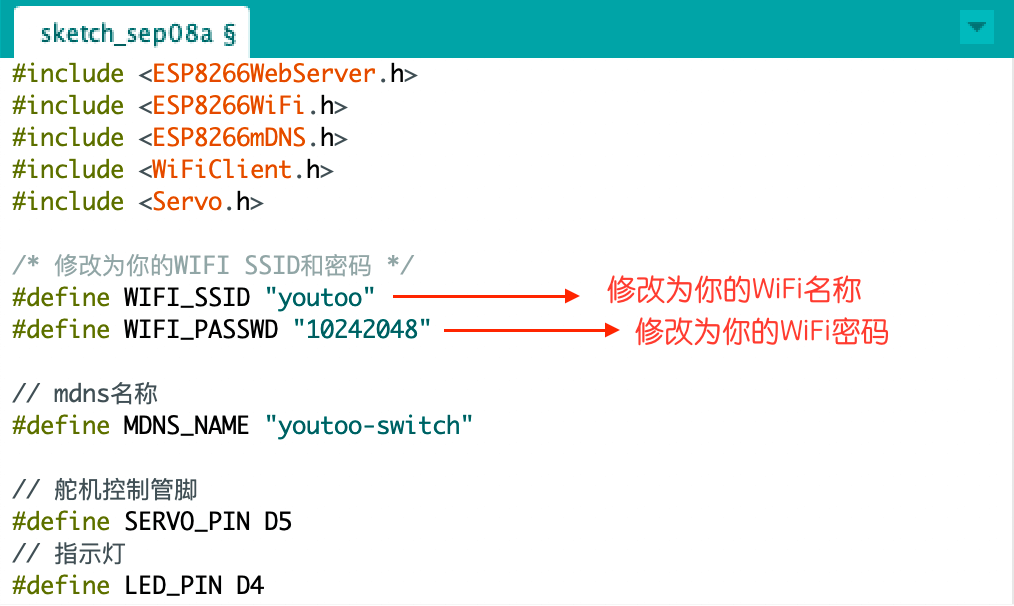 sketch_sep08a §
#include <ESP8266WebServer.h>
#include <ESP8266WiFi.h>
#include <ESP8266mDNS.h>
#include <WiFiClient.h>
#include <Servo.h>
/* 修改为你的WIFI SSID和密码 */
#define WIFI_SSID "youtoo" 修改为你的WiFi名称
#define WIFI_PASSWD "10242048" 修改为你的WiFi密码
// mdns名称
#define MDNS_NAME "youtoo-switch"
// 舵机控制管脚
#define SERVO_PIN D5
// 指示灯
#define LED_PIN D4